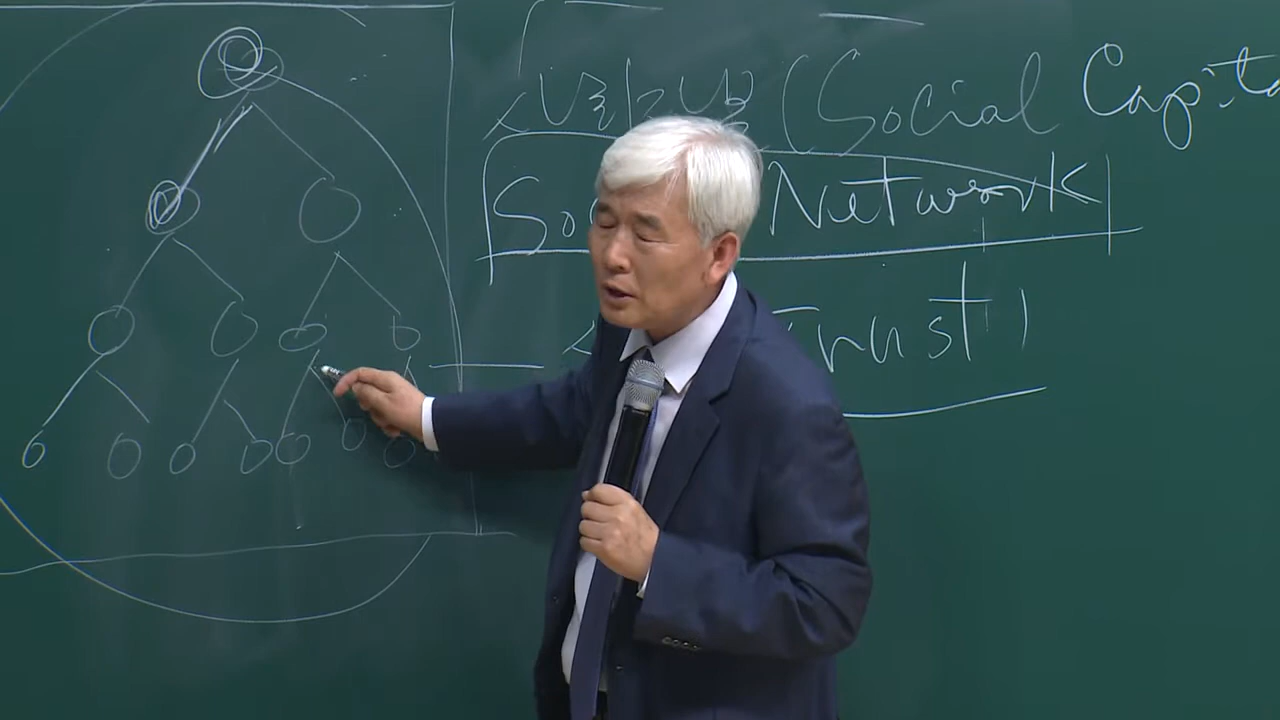 사회자본 (Social Capita
So Network
Trust)